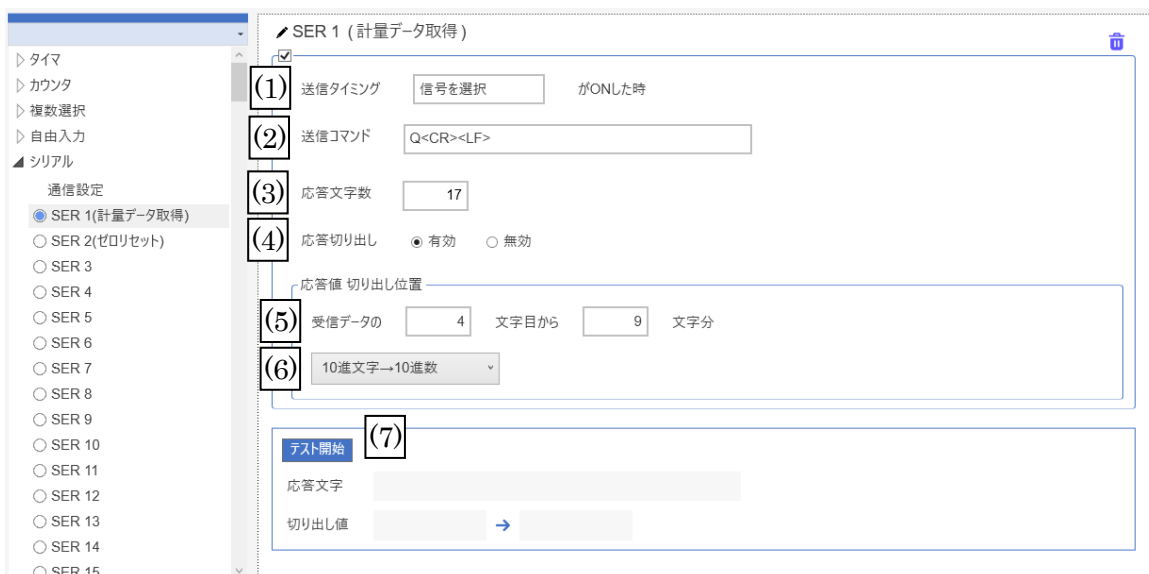 タイマ
カウンタ
複数選択
自由入力
シリアル
通信設定
SER 1(計量データ取得)
SER 2(ゼロリセット)
SER 3
SER 4
SER 5
SER 6
SER 7
SER 8
SER 9
SER 10
SER 11
SER 12
SER 13
SER 14
SER 15
SER 1 ( 計量データ取得 )
(1) 送信タイミング 信号を選択 がONした時
(2) 送信コマンド Q<CR><LF>
(3) 応答文字数 17
(4) 応答切り出し 有効 無効
応答値 切り出し位置
(5) 受信データの 4 文字目から 9 文字分
(6) 10進文字→10進数
テスト開始 (7)
応答文字
切り出し値 →